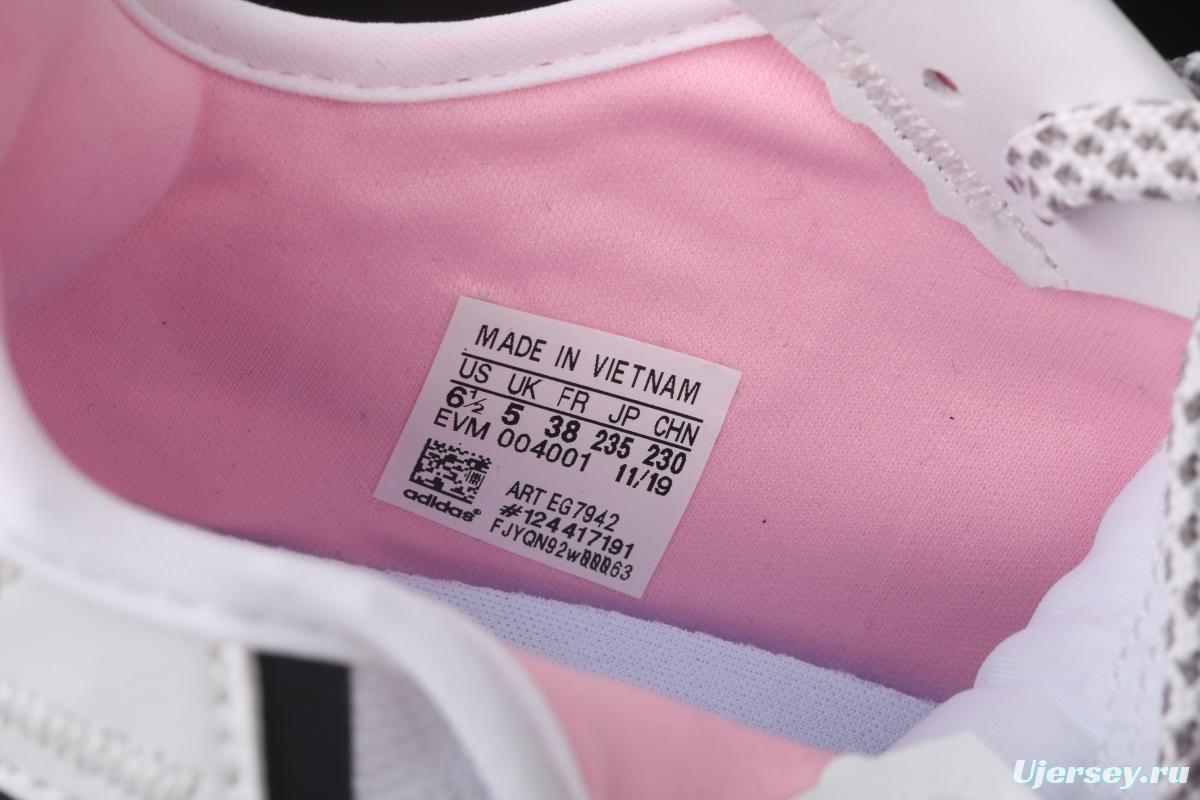 MADE IN VIETNAM
US UK FR JP CHN
6½ 5 38 235 230
EVM 004001 11/19
adidas®
ART EG7942
#124417191
Ujersey.ru